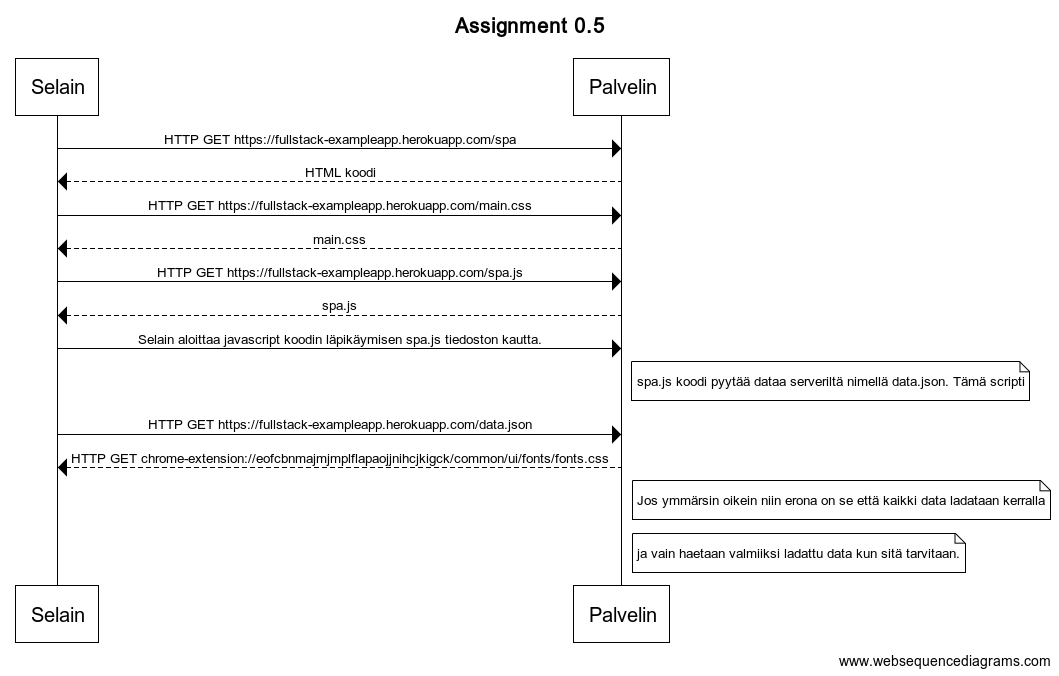 Assignment 0.5
Selain
Palvelin
HTTP GET https://fullstack-exampleapp.herokuapp.com/spa
HTML koodi
HTTP GET https://fullstack-exampleapp.herokuapp.com/main.css
main.css
HTTP GET https://fullstack-exampleapp.herokuapp.com/spa.js
spa.js
Selain aloittaa javascript koodin läpikäymisen spa.js tiedoston kautta.
spa.js koodi pyytää dataa serveriltä nimellä data.json. Tämä scripti
HTTP GET https://fullstack-exampleapp.herokuapp.com/data.json
HTTP GET chrome-extension://eofcbnmajmjmplflapaojjnihcjkigck/common/ui/fonts/fonts.css
Jos ymmärsin oikein niin erona on se että kaikki data ladataan kerralla
ja vain haetaan valmiiksi ladattu data kun sitä tarvitaan.
Selain
Palvelin
www.websequencediagrams.com